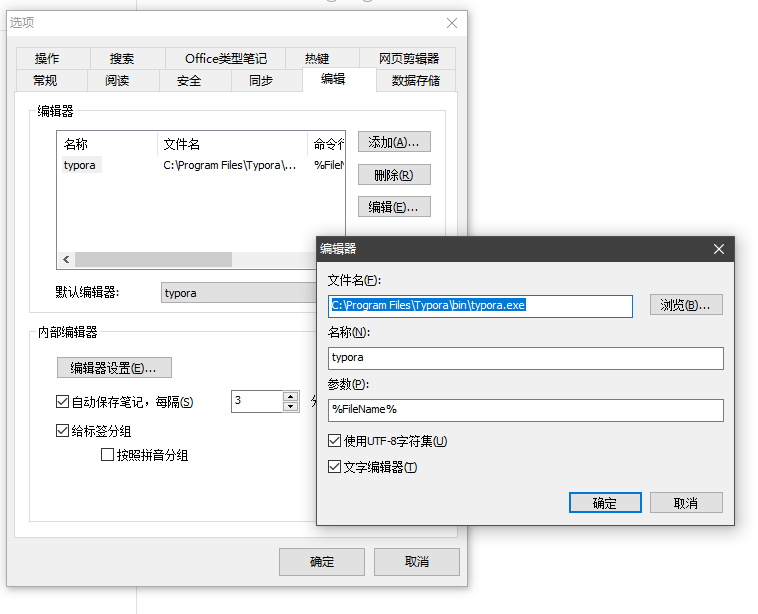 选项
操作 搜索 Office类型笔记 热键 网页剪辑器
常规 阅读 安全 同步 编辑 数据存储
编辑器
名称 文件名 命令行
typora C:\Program Files\Typora\... %FileN
添加(A)...
删除(R)
编辑(E)...
默认编辑器: typora
内部编辑器
编辑器设置(E)...
自动保存笔记，每隔(S) 3
给标签分组
按照拼音分组
确定 取消
编辑器
文件名(F):
C:\Program Files\Typora\bin\typora.exe 浏览(B)...
名称(N):
typora
参数(P):
%FileName%
使用UTF-8字符集(U)
文字编辑器(T)
确定 取消